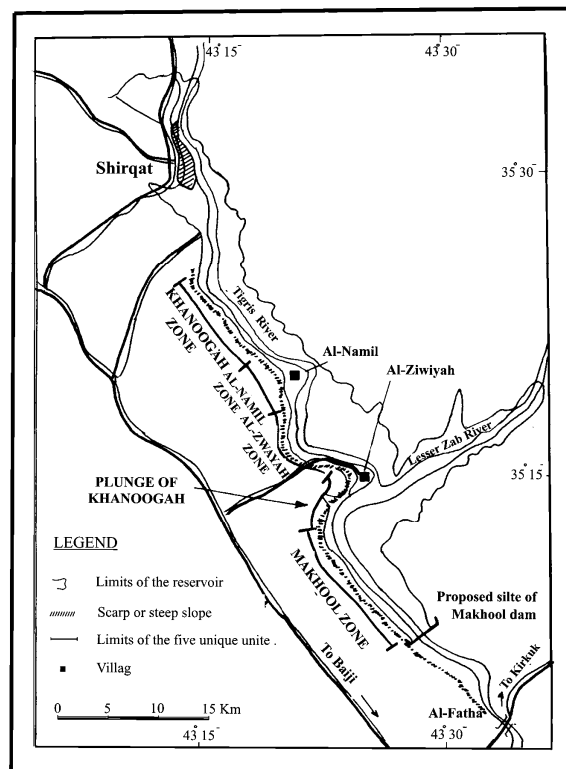 43° 15'
43° 30'
Shirqat
35° 30'
Tigris River
KHANOOGAH
ZONE
Al-Namil
AL-NAMIL
ZONE
Al-Ziwiyah
AL-ZWAYAH
ZONE
Lesser Zab River
35° 15'
PLUNGE OF
KHANOOGAH
LEGEND
Limits of the reservoir
Scarp or steep slope
Limits of the five unique unite .
Villag
MAKHOOL ZONE
Proposed silte of
Makhool dam
To Baiji
To Kirkuk
0 5 10 15 Km
Al-Fatha
43° 15'
43° 30'